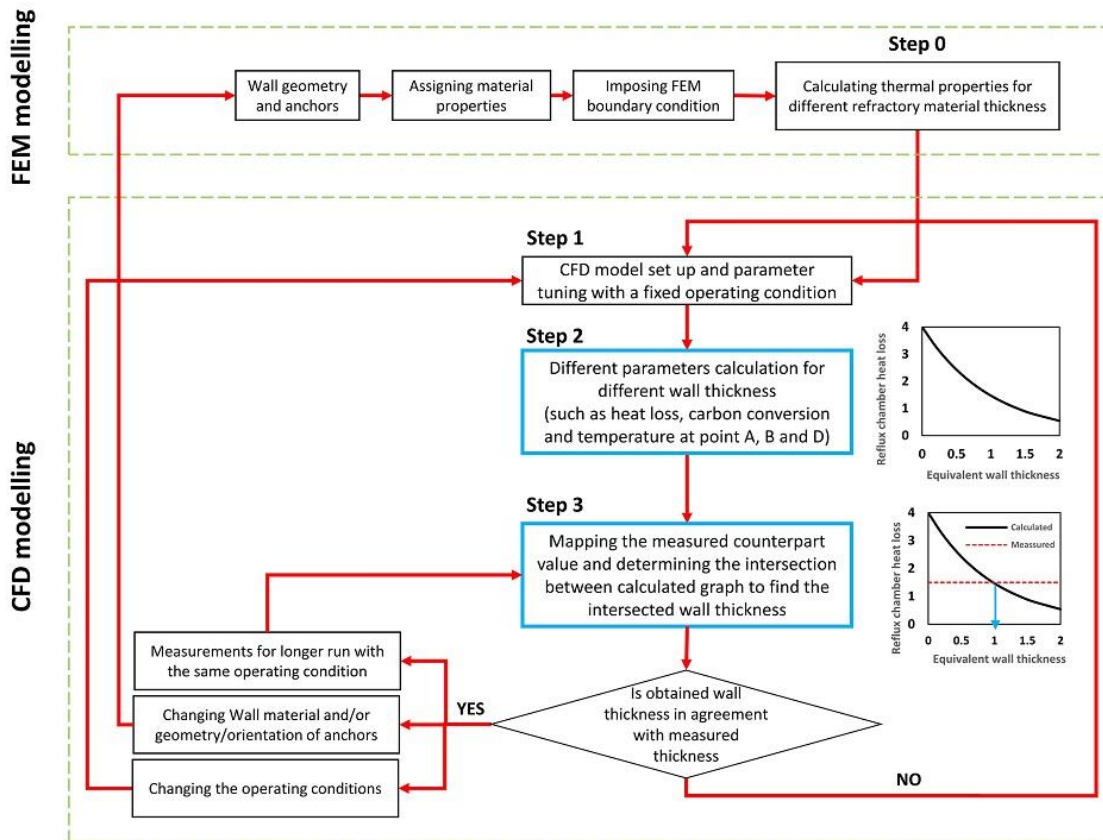 FEM modelling
Step 0
Wall geometry
and anchors
Assigning material
properties
Imposing FEM
boundary condition
Calculating thermal properties for
different refractory material thickness
CFD modelling
Step 1
CFD model set up and parameter
tuning with a fixed operating condition
Step 2
Different parameters calculation for
different wall thickness
(such as heat loss, carbon conversion
and temperature at point A, B and D)
Reflux chamber heat loss
4
3
2
1
0
0 0.5 1 1.5 2
Equivalent wall thickness
Step 3
Mapping the measured counterpart
value and determining the intersection
between calculated graph to find the
intersected wall thickness
Reflux chamber heat loss
4
3
2
1
0
Calculated
Meassured
0 0.5 1 1.5 2
Equivalent wall thickness
Measurements for longer run with
the same operating condition
Changing Wall material and/or
geometry/orientation of anchors
Changing the operating conditions
YES
Is obtained wall
thickness in agreement
with measured
thickness
NO